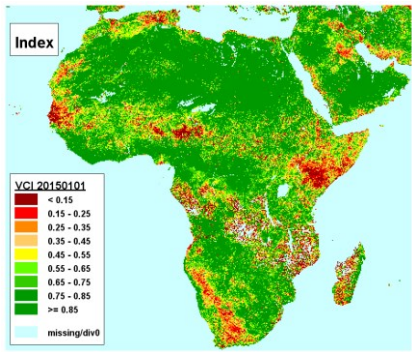 Index
VCI 20150101
< 0.15
0.15 - 0.25
0.25 - 0.35
0.35 - 0.45
0.45 - 0.55
0.55 - 0.65
0.65 - 0.75
0.75 - 0.85
>= 0.85
missing/div0